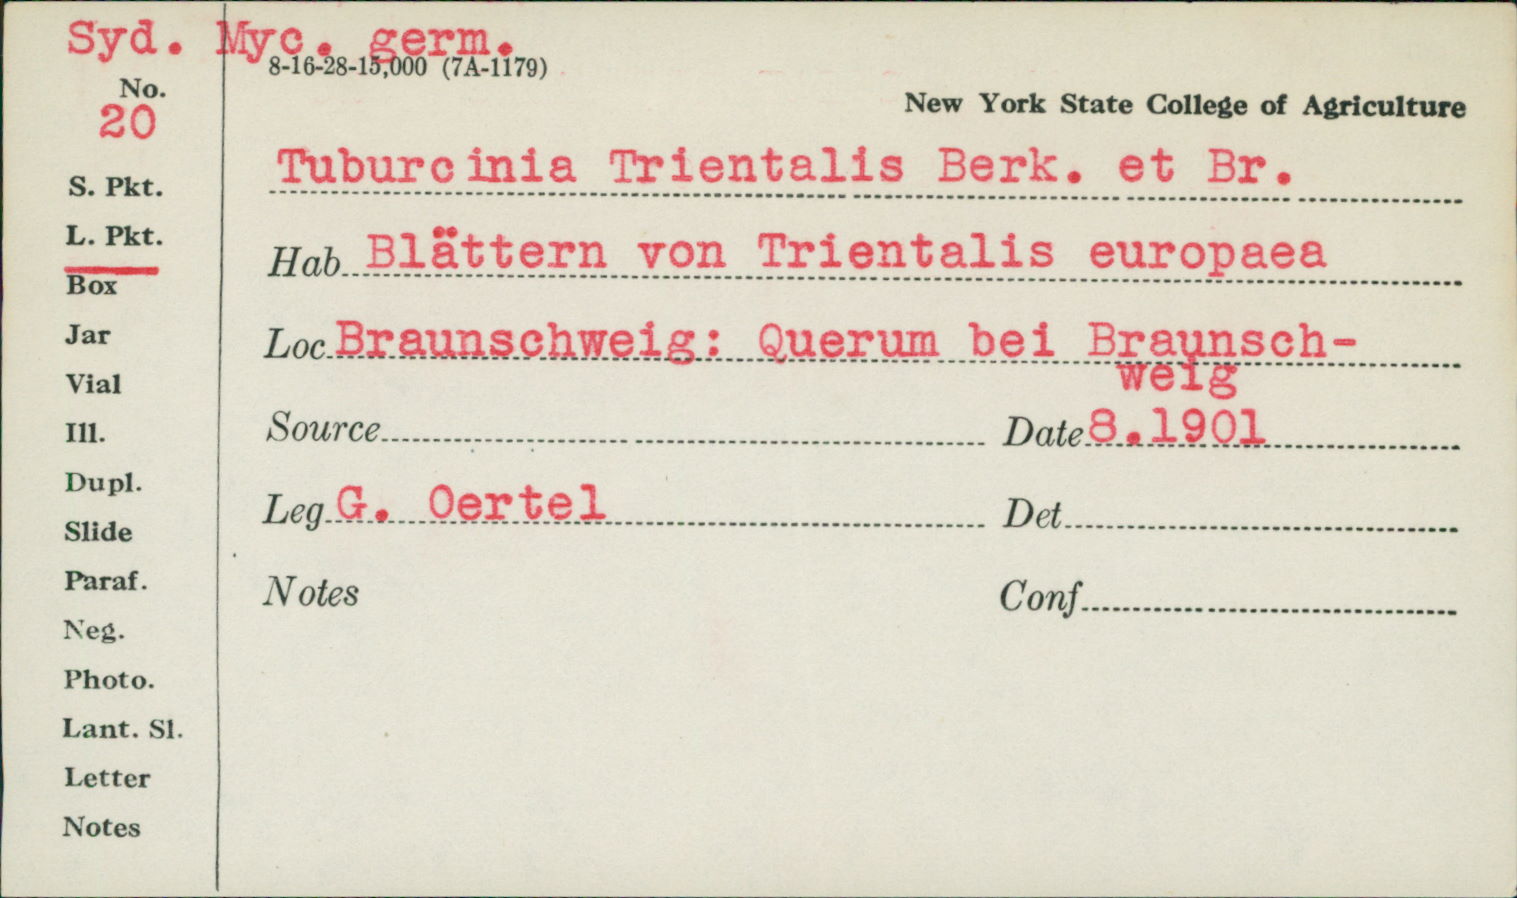 Syd. Myc. germ.
8-16-28-15,000 (7A-1179)
No.
20
New York State College of Agriculture
Tuburcinia Trientalis Berk. et Br.
S. Pkt.
L. Pkt.
Hab Blättern von Trientalis europaea
Box
Jar
Loc Braunschweig: Querum bei Braunsch-
weig
Vial
Ill.
Source Date 8.1901
Dupl.
Slide
Leg G. Oertel Det
Paraf.
Notes Conf
Neg.
Photo.
Lant. Sl.
Letter
Notes